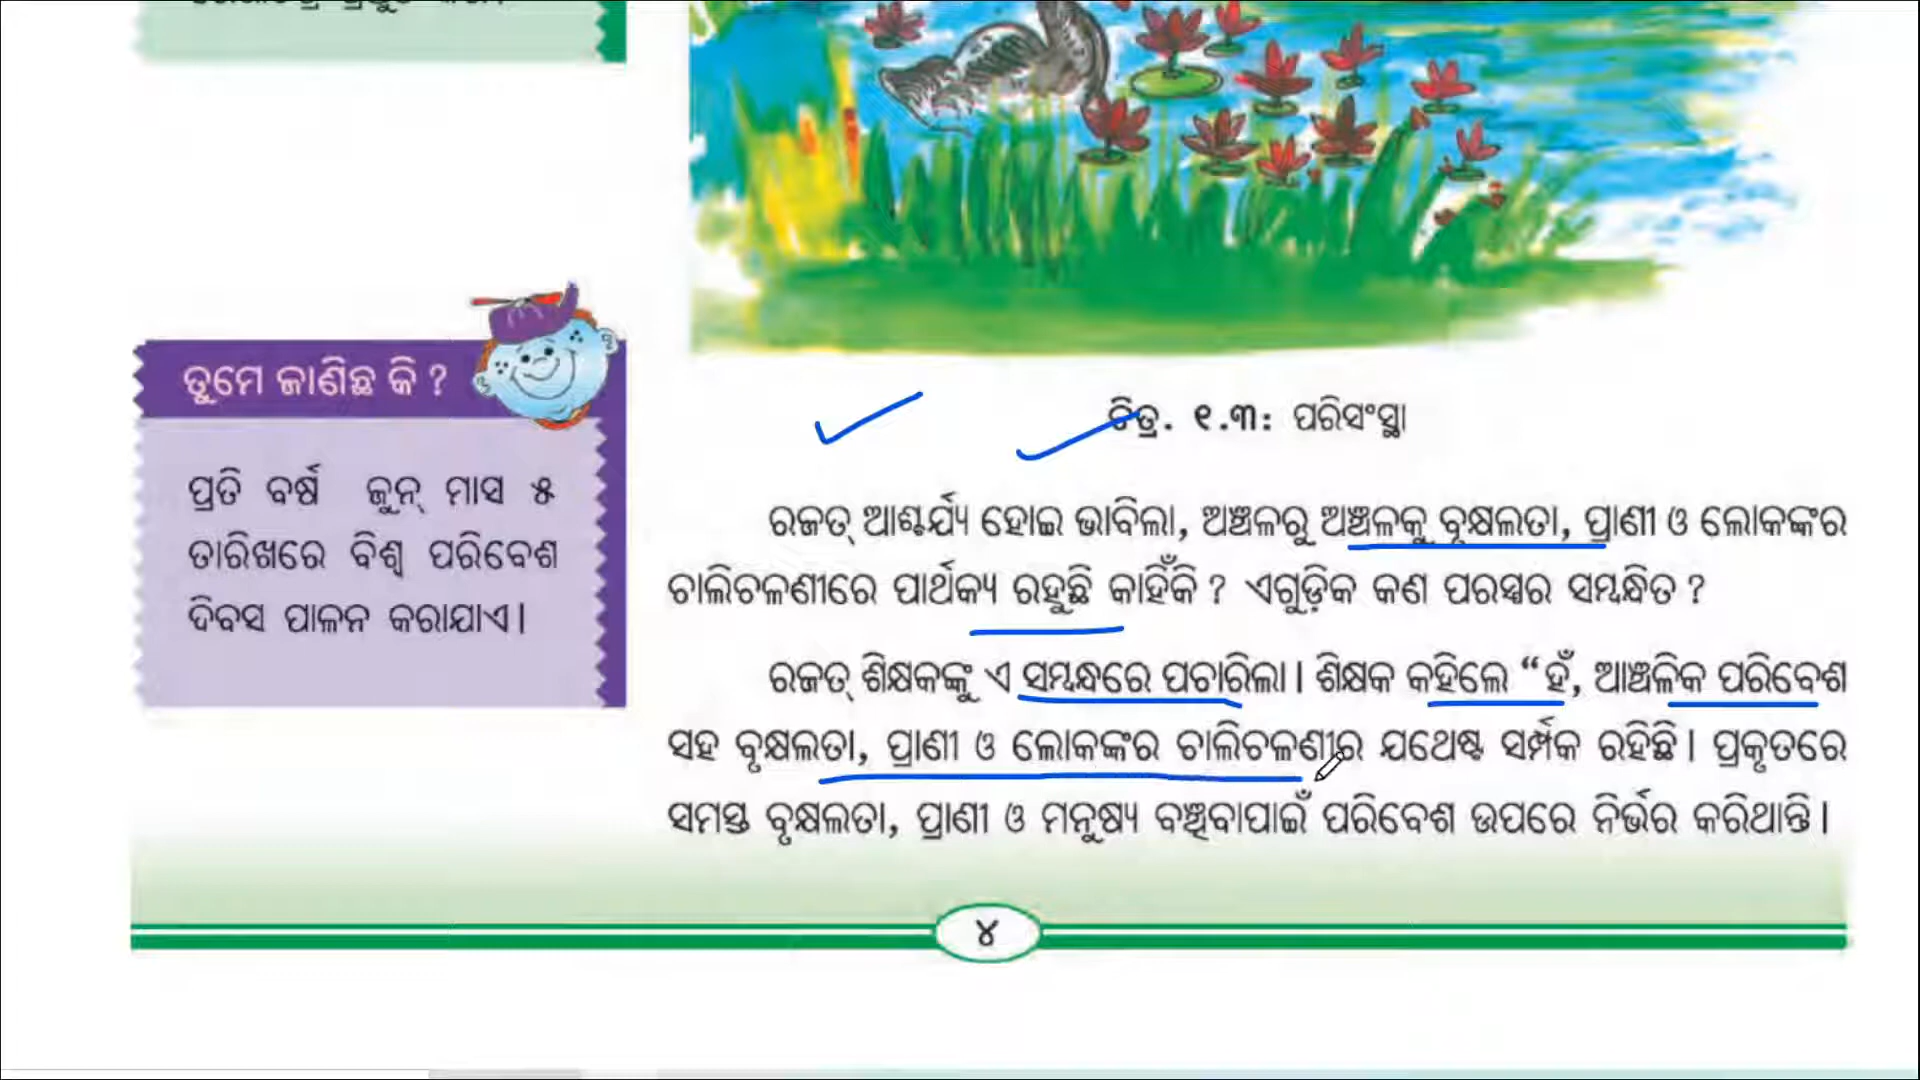 ତୁମେ ଜାଣିଛ କି ?
ପ୍ରତି ବର୍ଷ ଜୁନ୍ ମାସ ୫
ତାରିଖରେ ବିଶ୍ୱ ପରିବେଶ
ଦିବସ ପାଳନ କରାଯାଏ।
ଚିତ୍ର. ୧.୩: ପରିସଂସ୍ଥା
ରଜତ୍ ଆଶ୍ଚର୍ଯ୍ୟ ହୋଇ ଭାବିଲା, ଅଞ୍ଚଳରୁ ଅଞ୍ଚଳକୁ ବୃକ୍ଷଲତା, ପ୍ରାଣୀ ଓ ଲୋକଙ୍କର
ଚାଲିଚଳଣୀରେ ପାର୍ଥକ୍ୟ ରହୁଛି କାହିଁକି ? ଏଗୁଡ଼ିକ କଣ ପରସ୍ପର ସମ୍ବନ୍ଧିତ ?
ରଜତ୍ ଶିକ୍ଷକଙ୍କୁ ଏ ସମ୍ବନ୍ଧରେ ପଚାରିଲା। ଶିକ୍ଷକ କହିଲେ “ହଁ, ଆଞ୍ଚଳିକ ପରିବେଶ
ସହ ବୃକ୍ଷଲତା, ପ୍ରାଣୀ ଓ ଲୋକଙ୍କର ଚାଲିଚଳଣୀର ଯଥେଷ୍ଟ ସର୍ମ୍ପକ ରହିଛି। ପ୍ରକୃତରେ
ସମସ୍ତ ବୃକ୍ଷଲତା, ପ୍ରାଣୀ ଓ ମନୁଷ୍ୟ ବଞ୍ଚିବାପାଇଁ ପରିବେଶ ଉପରେ ନିର୍ଭର କରିଥାନ୍ତି।
୪